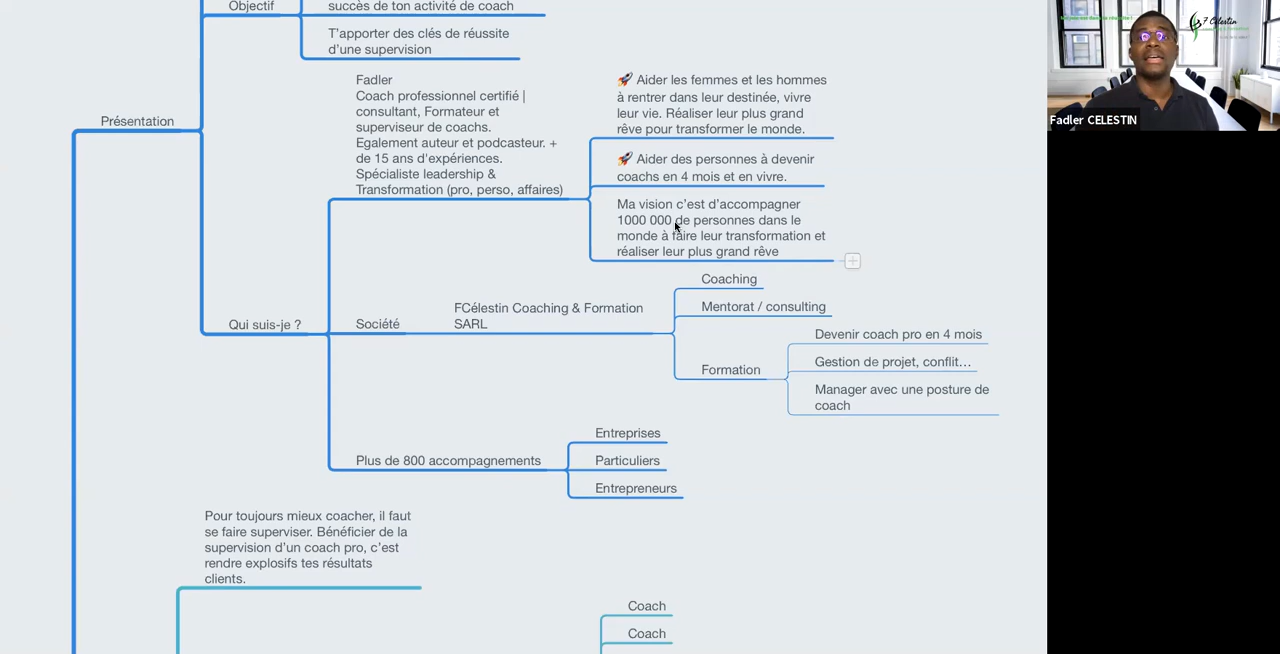 Objectif
succès de ton activité de coach
T'apporter des clés de réussite
d'une supervision
Présentation
Fadler
Coach professionnel certifié |
consultant, Formateur et
superviseur de coachs.
Egalement auteur et podcasteur. +
de 15 ans d'expériences.
Spécialiste leadership &
Transformation (pro, perso, affaires)
🚀 Aider les femmes et les hommes
à rentrer dans leur destinée, vivre
leur vie. Réaliser leur plus grand
rêve pour transformer le monde.
🚀 Aider des personnes à devenir
coachs en 4 mois et en vivre.
Ma vision c'est d'accompagner
1000 000 de personnes dans le
monde à faire leur transformation et
réaliser leur plus grand rêve
Qui suis-je ?
Société
FCélestin Coaching & Formation
SARL
Coaching
Mentorat / consulting
Formation
Devenir coach pro en 4 mois
Gestion de projet, conflit…
Manager avec une posture de
coach
Plus de 800 accompagnements
Entreprises
Particuliers
Entrepreneurs
Pour toujours mieux coacher, il faut
se faire superviser. Bénéficier de la
supervision d'un coach pro, c'est
rendre explosifs tes résultats
clients.
Coach
Coach
Célestin
Fadler CELESTIN